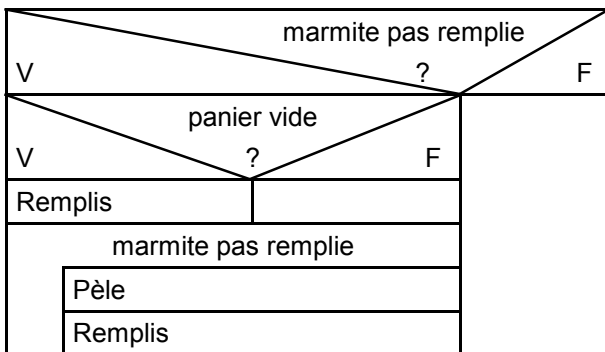 marmite pas remplie
V ? F
panier vide
V ? F
Remplis
marmite pas remplie
Pèle
Remplis